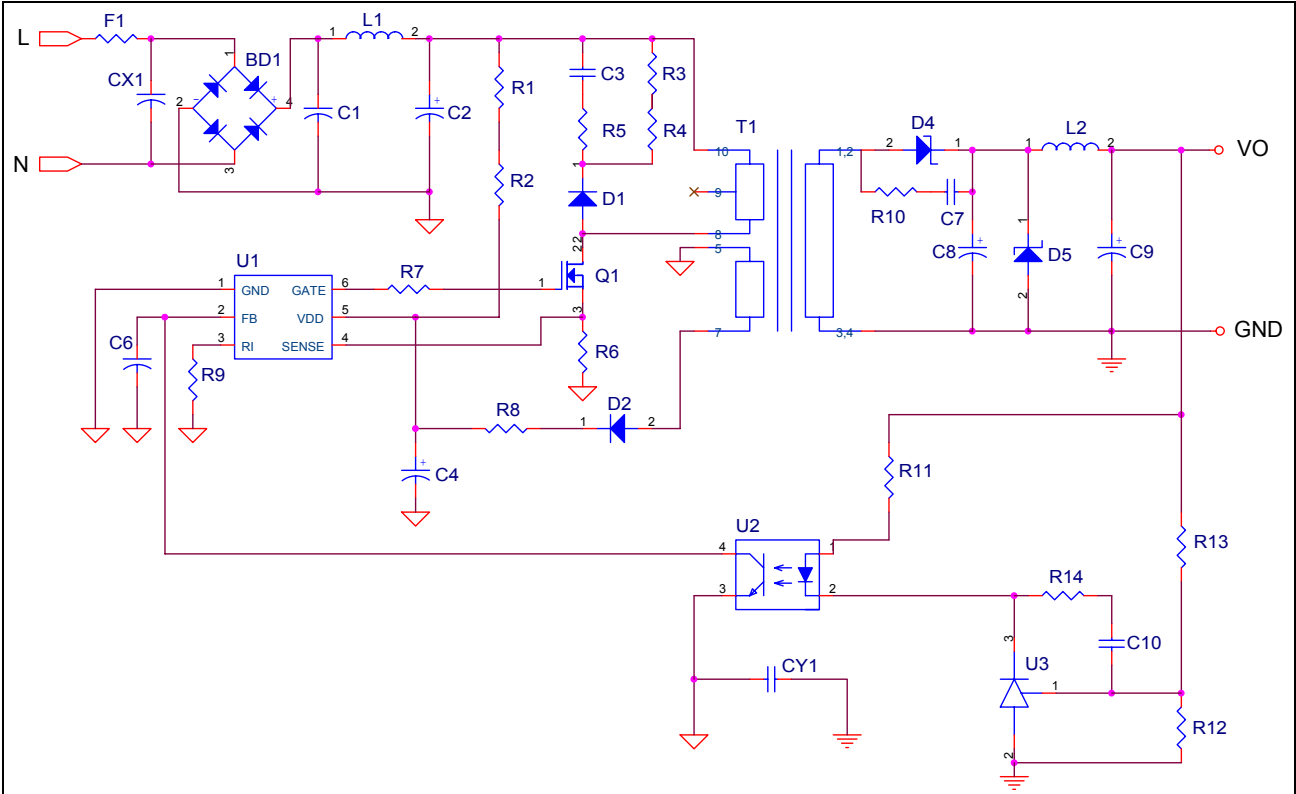 F1
L1
L
1
2
BD1
1
C3
R3
CX1
R1
2
-
+
4
C1
+
C2
R5
R4
T1
D4
L2
10
1,2
2
1
1
2
VO
N
3
1
R2
D1
9
R10
C7
8
5
22
1
C8
+
D5
+
C9
2
U1
R7
Q1
1
GND
GATE
6
1
2
FB
VDD
5
3
3
RI
SENSE
4
7
3,4
GND
C6
R9
R6
D2
R8
1
2
+
C4
R11
U2
4
1
R13
3
2
R14
3
C10
CY1
U3
1
R12
2